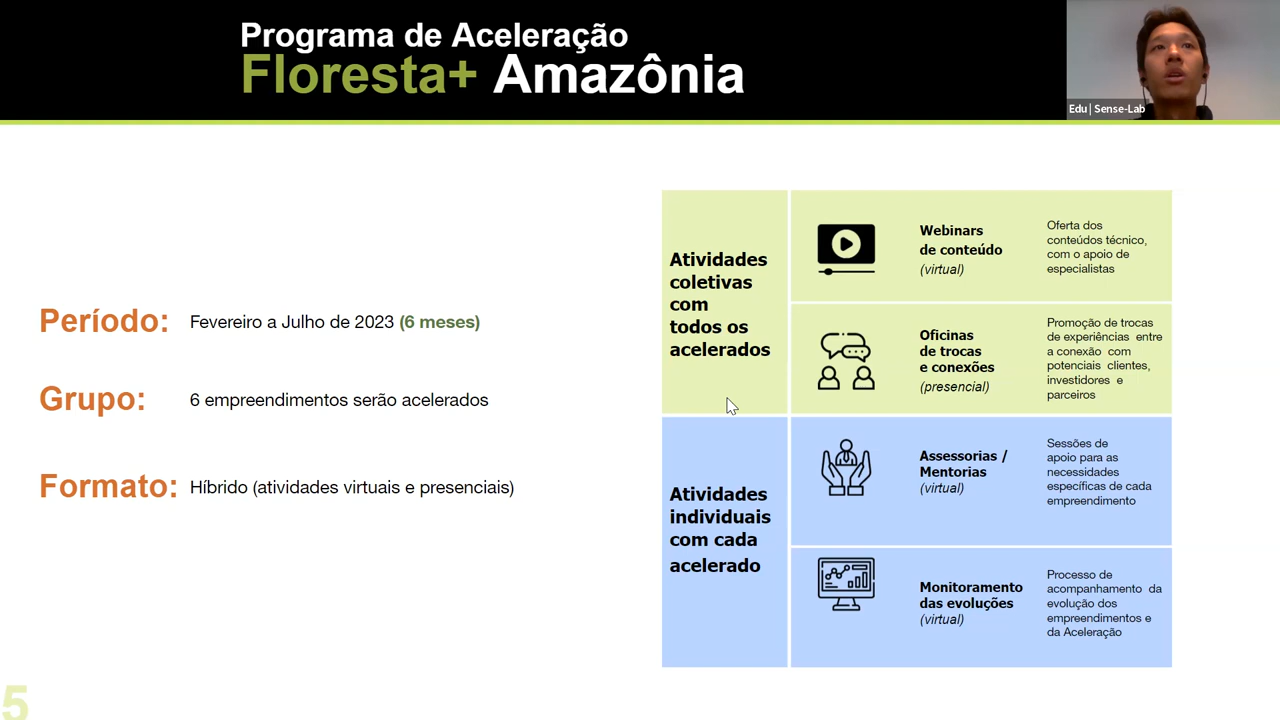 Programa de Aceleração
Floresta+ Amazônia
Edu | Sense-Lab
Período: Fevereiro a Julho de 2023 (6 meses)
Grupo: 6 empreendimentos serão acelerados
Formato: Híbrido (atividades virtuais e presenciais)
Atividades
coletivas
com
todos os
acelerados
Webinars
de conteúdo
(virtual)
Oferta dos
conteúdos técnico,
com o apoio de
especialistas
Oficinas
de trocas
e conexões
(presencial)
Promoção de trocas
de experiências entre
a conexão com
potenciais clientes,
investidores e
parceiros
Atividades
individuais
com cada
acelerado
Assessorias /
Mentorias
(virtual)
Sessões de
apoio para as
necessidades
específicas de cada
empreendimento
Monitoramento
das evoluções
(virtual)
Processo de
acompanhamento da
evolução dos
empreendimentos e
da Aceleração
5